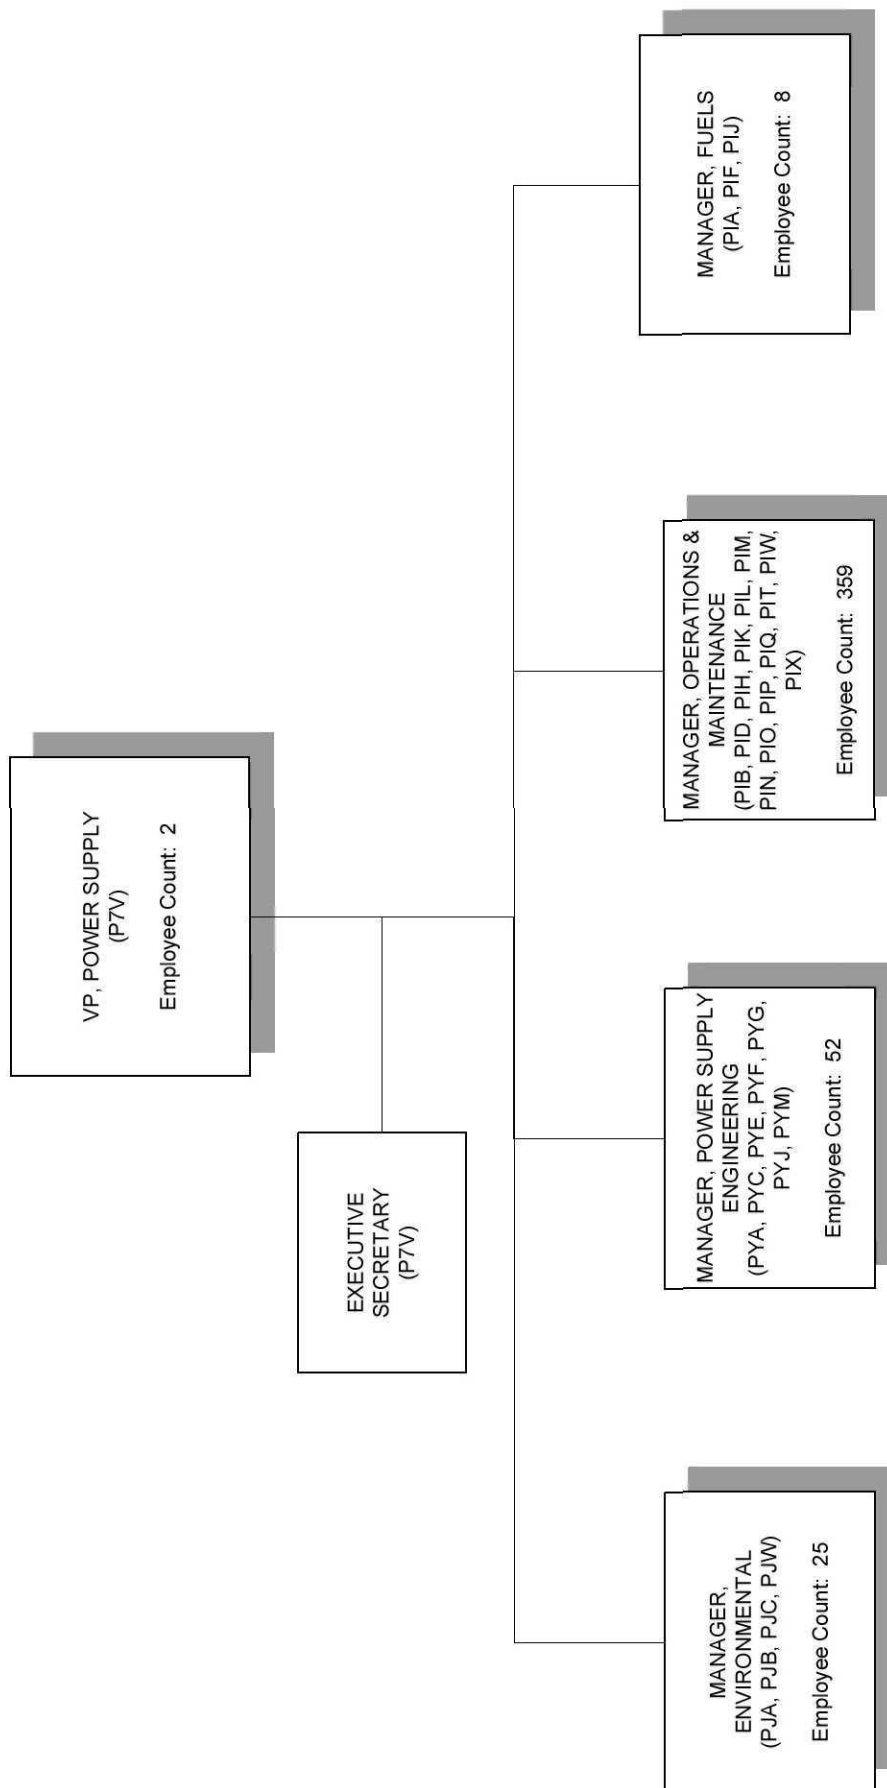 VP, POWER SUPPLY
(P7V)
Employee Count: 2
EXECUTIVE
SECRETARY
(P7V)
MANAGER,
ENVIRONMENTAL
(PJA, PJB, PJC, PJW)
Employee Count: 25
MANAGER, POWER SUPPLY
ENGINEERING
(PYA, PYC, PYE, PYF, PYG,
PYJ, PYM)
Employee Count: 52
MANAGER, OPERATIONS &
MAINTENANCE
(PIB, PID, PIH, PIK, PIL, PIM,
PIN, PIO, PIP, PIQ, PIT, PIW,
PIX)
Employee Count: 359
MANAGER, FUELS
(PIA, PIF, PIJ)
Employee Count: 8